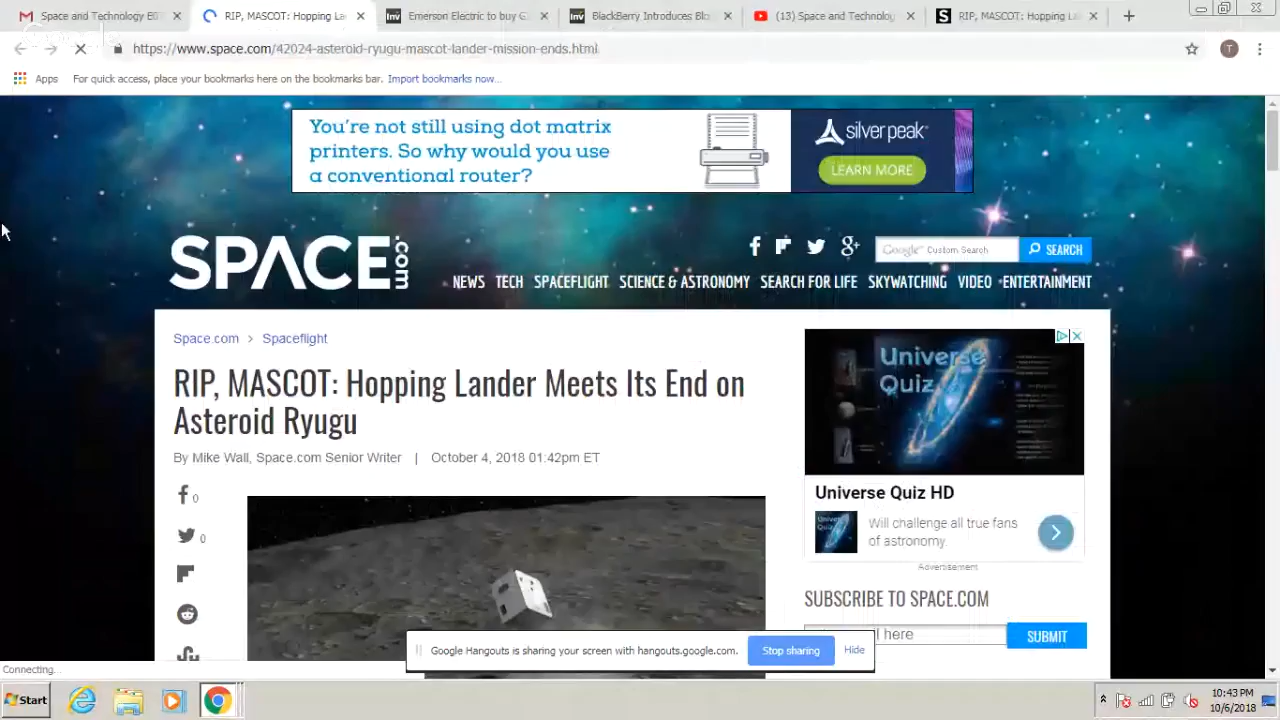 Space and Technology E
RIP, MASCOT: Hopping La
Emerson Electric to buy G
BlackBerry Introduces Blo
(13) Space and Technolog
RIP, MASCOT: Hopping L
https://www.space.com/42024-asteroid-ryugu-mascot-lander-mission-ends.html
T
Apps
For quick access, place your bookmarks here on the bookmarks bar. Import bookmarks now...
You're not still using dot matrix
printers. So why would you use
a conventional router?
silver peak
LEARN MORE
SPACE.com
Google Custom Search
SEARCH
NEWS TECH SPACEFLIGHT SCIENCE & ASTRONOMY SEARCH FOR LIFE SKYWATCHING VIDEO ENTERTAINMENT
Space.com > Spaceflight
RIP, MASCOT: Hopping Lander Meets Its End on
Asteroid Ryugu
By Mike Wall, Space.com Senior Writer | October 4, 2018 01:42pm ET
0
0
Universe
Quiz
Universe Quiz HD
Will challenge all true fans
of astronomy.
Advertisement
SUBSCRIBE TO SPACE.COM
here
SUBMIT
Google Hangouts is sharing your screen with hangouts.google.com.
Stop sharing
Hide
Connecting...
Start
10:43 PM
10/6/2018